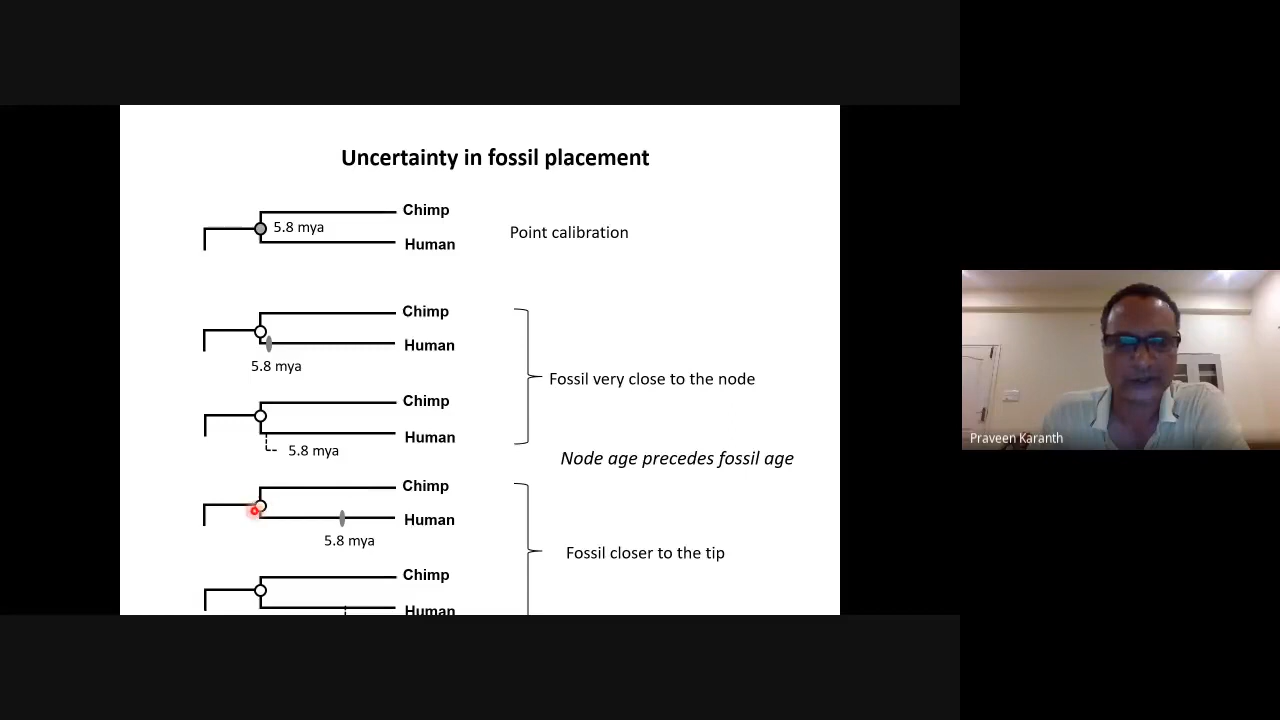 Uncertainty in fossil placement
Chimp
5.8 mya
Human
Point calibration
Chimp
Human
5.8 mya
Fossil very close to the node
Chimp
Human
5.8 mya
Node age precedes fossil age
Chimp
Human
5.8 mya
Fossil closer to the tip
Chimp
Human
Praveen Karanth